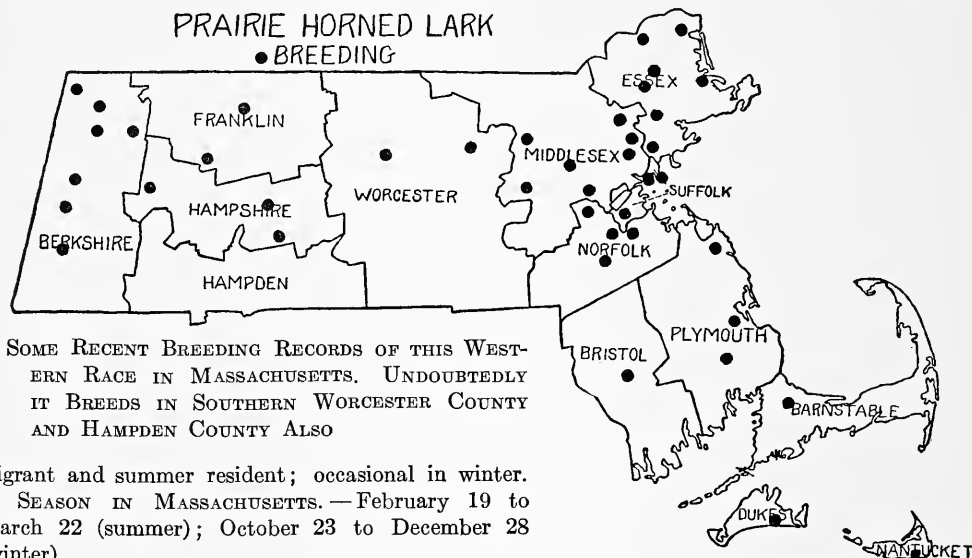 PRAIRIE HORNED LARK
● BREEDING
ESSEX
FRANKLIN
MIDDLESEX
WORCESTER
SUFFOLK
HAMPSHIRE
BERKSHIRE
NORFOLK
HAMPDEN
PLYMOUTH
BRISTOL
BARNSTABLE
DUKES
NANTUCKET
Some Recent Breeding Records of this West-
ern Race in Massachusetts. Undoubtedly
it Breeds in Southern Worcester County
and Hampden County Also
igrant and summer resident; occasional in winter.
Season in Massachusetts. — February 19 to
arch 22 (summer); October 23 to December 28
winter)